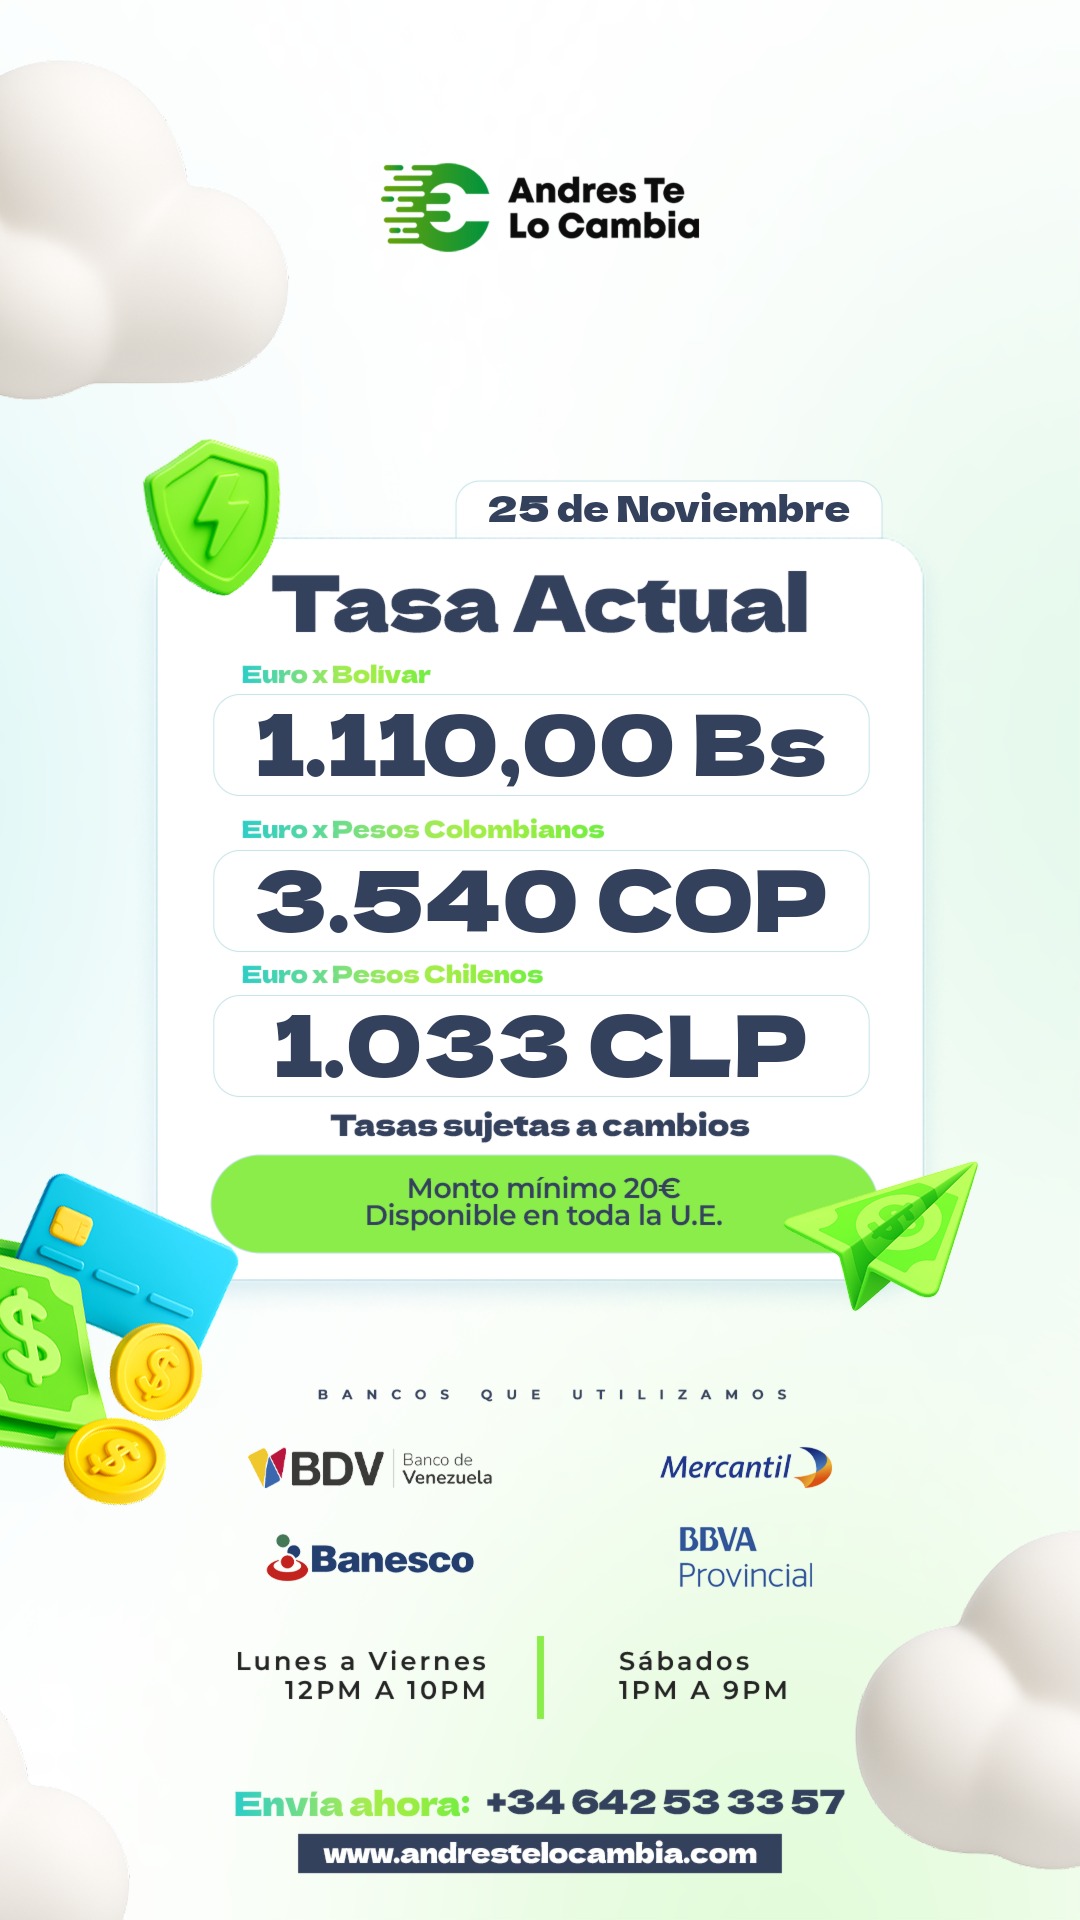 Andres Te
Lo Cambia
25 de Noviembre
Tasa Actual
Euro x Bolívar
1.110,00 Bs
Euro x Pesos Colombianos
3.540 COP
Euro x Pesos Chilenos
1.033 CLP
Tasas sujetas a cambios
Monto mínimo 20€
Disponible en toda la U.E.
BANCOS QUE UTILIZAMOS
BDV Banco de
Venezuela
Mercantil
Banesco
BBVA
Provincial
Lunes a Viernes
12PM A 10PM
Sábados
1PM A 9PM
Envía ahora: +34 642 53 33 57
www.andrestelocambia.com